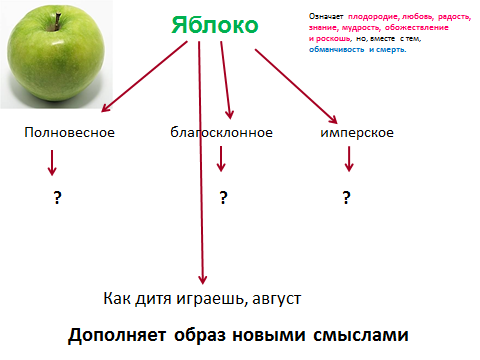 Яблоко
Означает плодородие, любовь, радость,
знание, мудрость, обожествление
и роскошь, но, вместе с тем,
обманчивость и смерть.
Полновесное благосклонное имперское
? ? ?
Как дитя играешь, август
Дополняет образ новыми смыслами